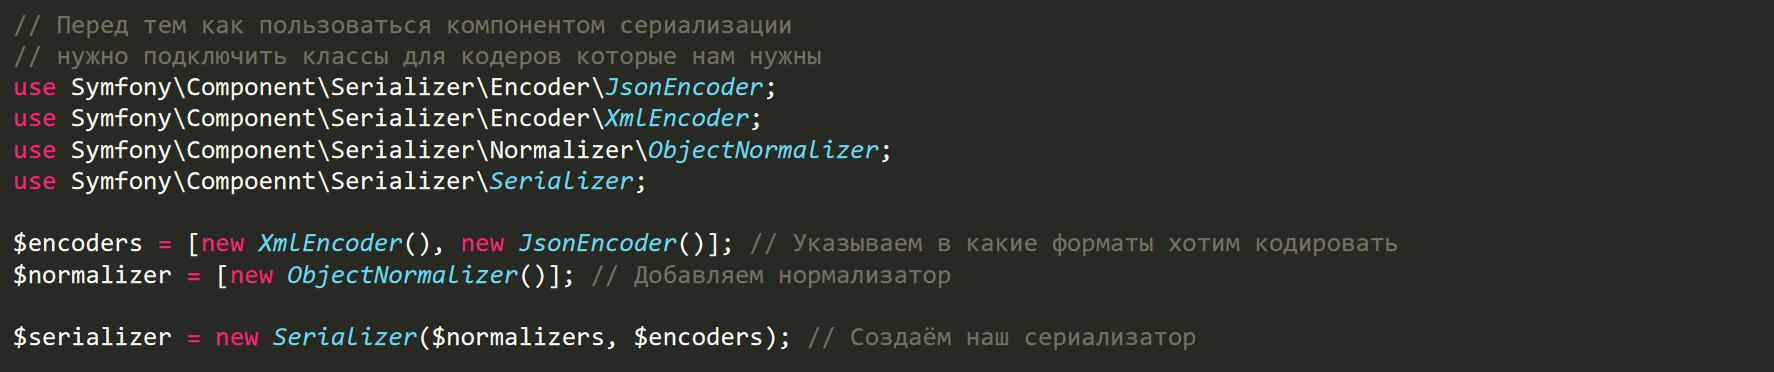 // Перед тем как пользоваться компонентом сериализации
// нужно подключить классы для кодеров которые нам нужны
use Symfony\Component\Serializer\Encoder\JsonEncoder;
use Symfony\Component\Serializer\Encoder\XmlEncoder;
use Symfony\Component\Serializer\Normalizer\ObjectNormalizer;
use Symfony\Compoennt\Serializer\Serializer;
$encoders = [new XmlEncoder(), new JsonEncoder()]; // Указываем в какие форматы хотим кодировать
$normalizer = [new ObjectNormalizer()]; // Добавляем нормализатор
$serializer = new Serializer($normalizers, $encoders); // Создаём наш сериализатор